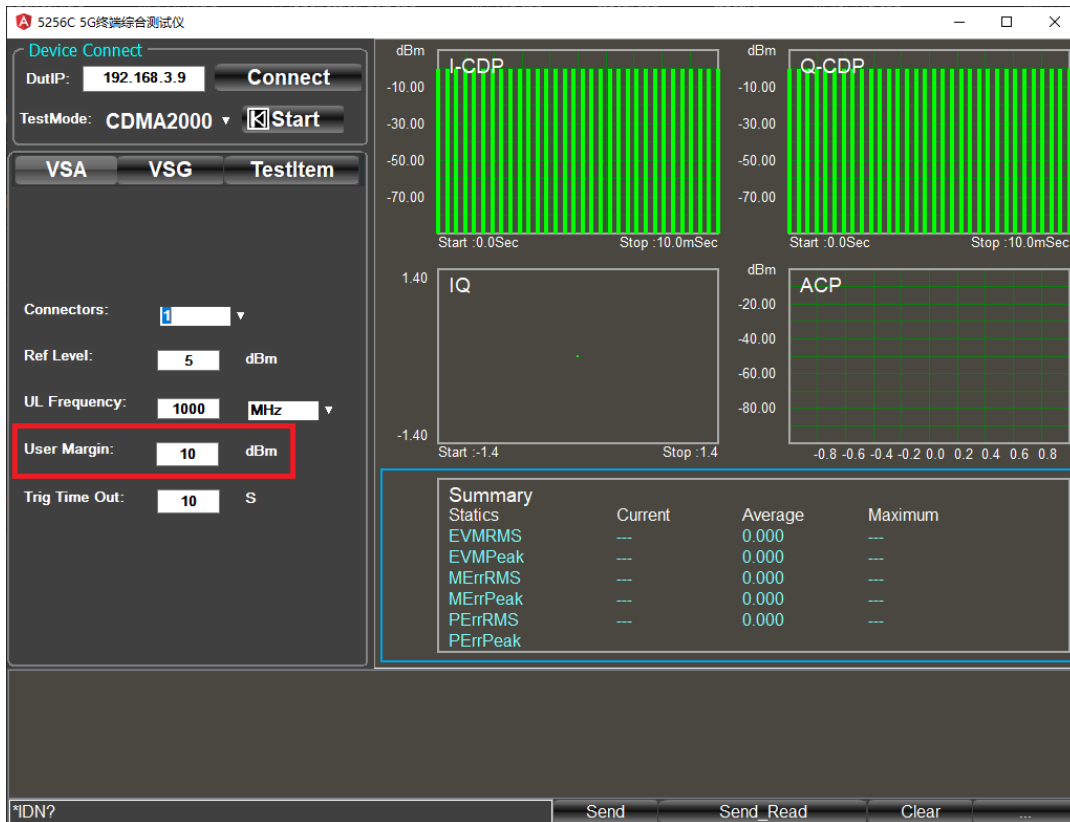 5256C 5G终端综合测试仪
Device Connect
DutIP: 192.168.3.9 Connect
TestMode: CDMA2000 Start
VSA VSG TestItem
Connectors: 1
Ref Level: 5 dBm
UL Frequency: 1000 MHz
User Margin: 10 dBm
Trig Time Out: 10 S
dBm
I-CDP
-10.00
-30.00
-50.00
-70.00
Start :0.0Sec Stop :10.0mSec
dBm
Q-CDP
-10.00
-30.00
-50.00
-70.00
Start :0.0Sec Stop :10.0mSec
1.40
IQ
-1.40
Start :-1.4 Stop :1.4
dBm
ACP
-20.00
-40.00
-60.00
-80.00
-0.8 -0.6 -0.4 -0.2 0.0 0.2 0.4 0.6 0.8
Summary
Statics Current Average Maximum
EVMRMS --- 0.000 ---
EVMPeak --- 0.000 ---
MErrRMS --- 0.000 ---
MErrPeak --- 0.000 ---
PErrRMS --- 0.000 ---
PErrPeak
*IDN? Send Send_Read Clear ...